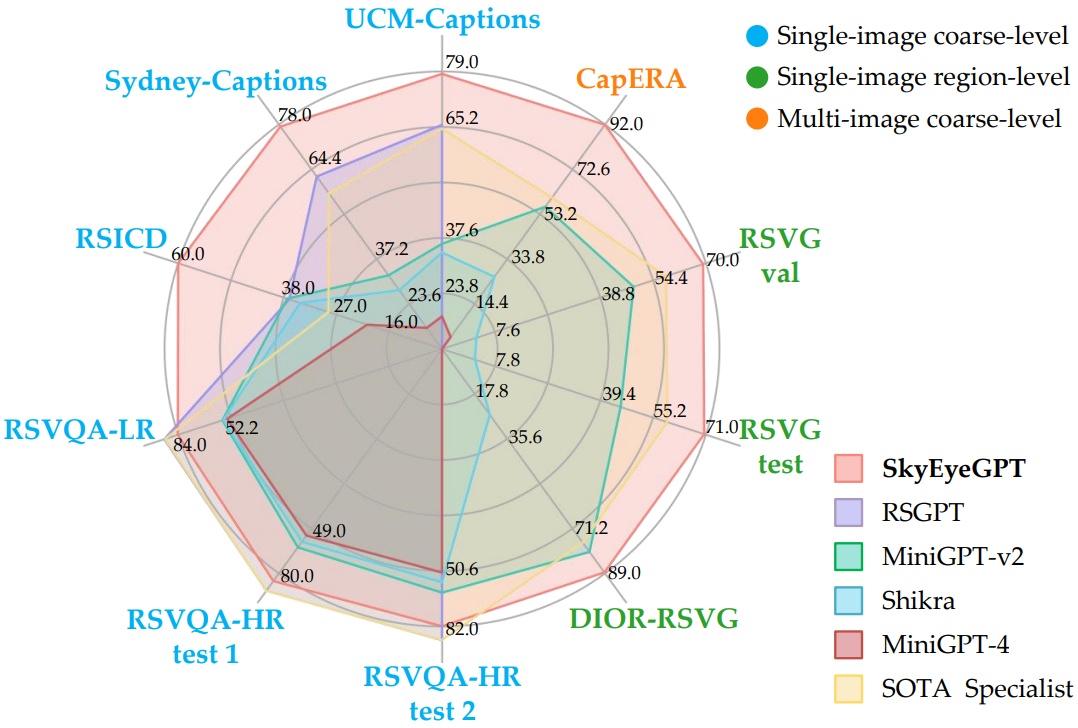 UCM-Captions
Single-image coarse-level
Single-image region-level
Multi-image coarse-level
79.0
CapERA
Sydney-Captions
78.0
65.2
92.0
64.4
72.6
53.2
RSICD
60.0
37.2
37.6
33.8
RSVG
val
70.0
54.4
38.0
27.0
23.6
23.8
14.4
38.8
16.0
7.6
7.8
17.8
39.4
55.2
RSVQA-LR
84.0
52.2
35.6
71.0
RSVG
test
49.0
71.2
50.6
80.0
89.0
RSVQA-HR
test 1
82.0
DIOR-RSVG
RSVQA-HR
test 2
SkyEyeGPT
RSGPT
MiniGPT-v2
Shikra
MiniGPT-4
SOTA Specialist